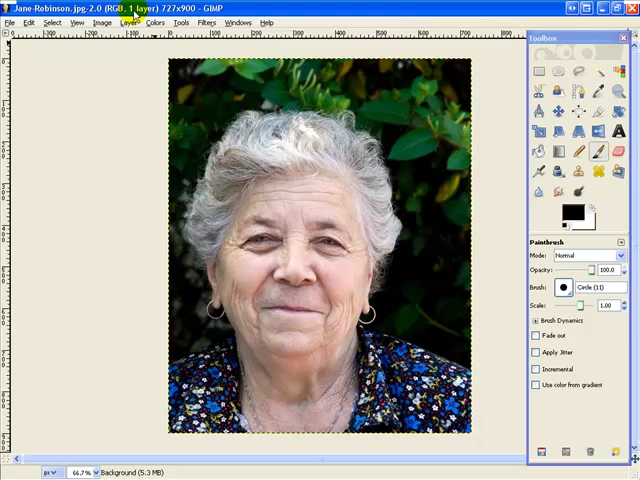 Jane-Robinson.jpg-2.0 (RGB, 1 layer) 727x900 - GIMP
File Edit Select View Image Layer Colors Tools Filters Windows Help
Toolbox
Paintbrush
Mode: Normal
Opacity: 100.0
Brush: Circle (11)
Scale: 1.00
Brush Dynamics
Fade out
Apply Jitter
Incremental
Use color from gradient
px 66.7% Background (5.3 MB)